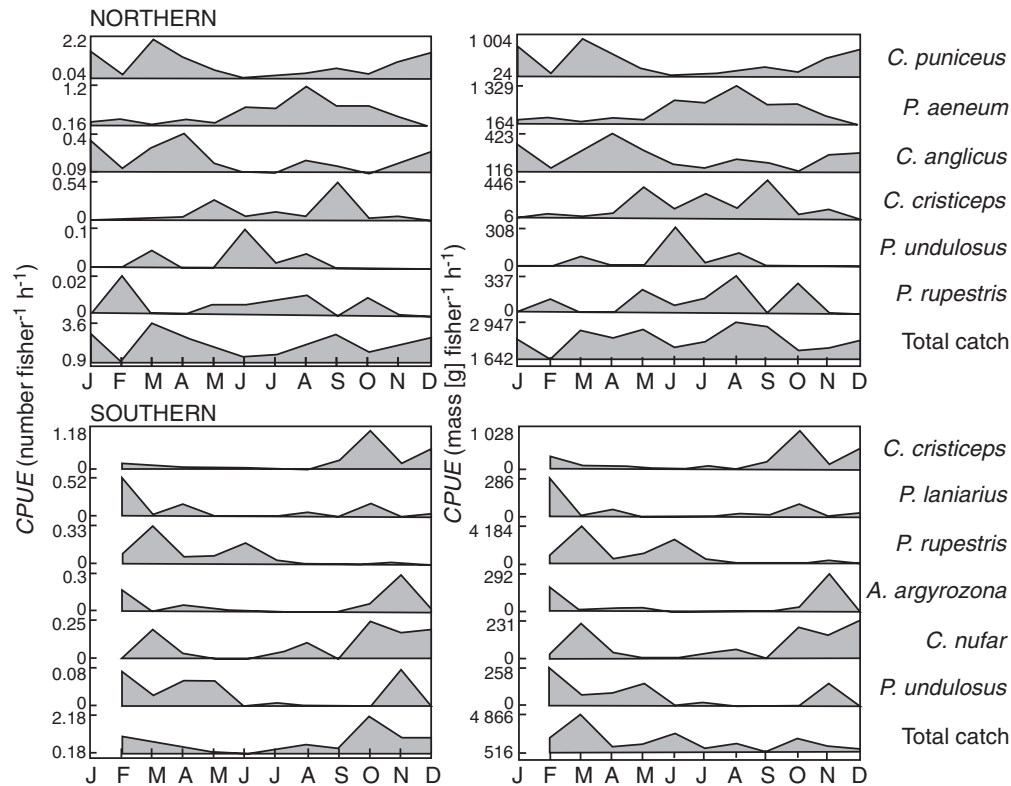 NORTHERN
CPUE (number fisher⁻¹ h⁻¹)
CPUE (mass [g] fisher⁻¹ h⁻¹)
2.2
0.04
1 004
24
C. puniceus
1.2
0.16
1 329
164
P. aeneum
0.4
0.09
423
116
C. anglicus
0.54
0
446
6
C. cristiceps
0.1
0
308
0
P. undulosus
0.02
0
337
0
P. rupestris
3.6
0.9
2 947
1 642
Total catch
J F M A M J J A S O N D
J F M A M J J A S O N D
SOUTHERN
1.18
0
1 028
0
C. cristiceps
0.52
0
286
0
P. laniarius
0.33
0
4 184
0
P. rupestris
0.3
0
292
0
A. argyrozona
0.25
0
231
0
C. nufar
0.08
0
258
0
P. undulosus
2.18
0.18
4 866
516
Total catch
J F M A M J J A S O N D
J F M A M J J A S O N D